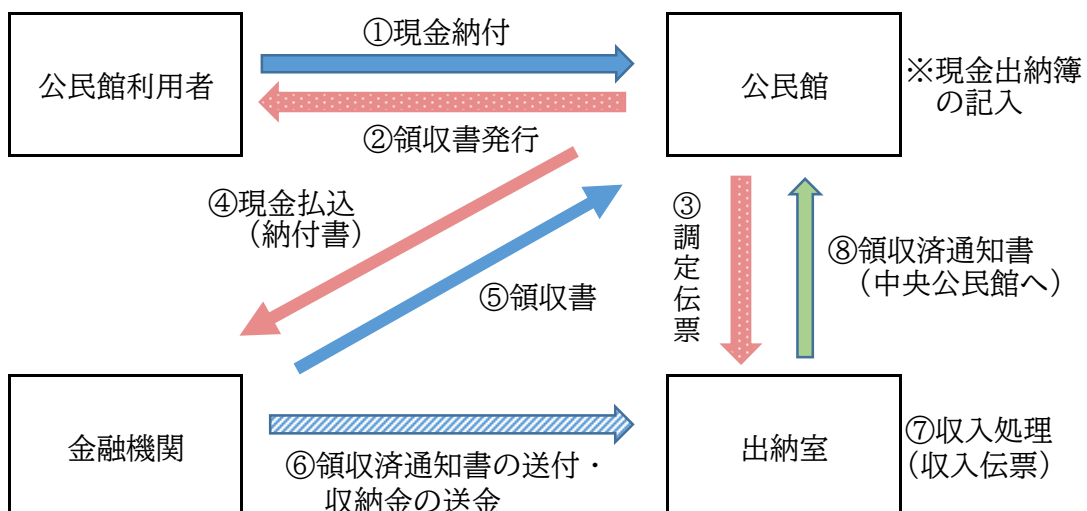 ①現金納付
公民館利用者
公民館
※現金出納簿
の記入
②領収書発行
④現金払込
(納付書)
③調定伝票
⑧領収済通知書
(中央公民館へ)
⑤領収書
金融機関
出納室
⑦収入処理
(収入伝票)
⑥領収済通知書の送付・
収納金の送金